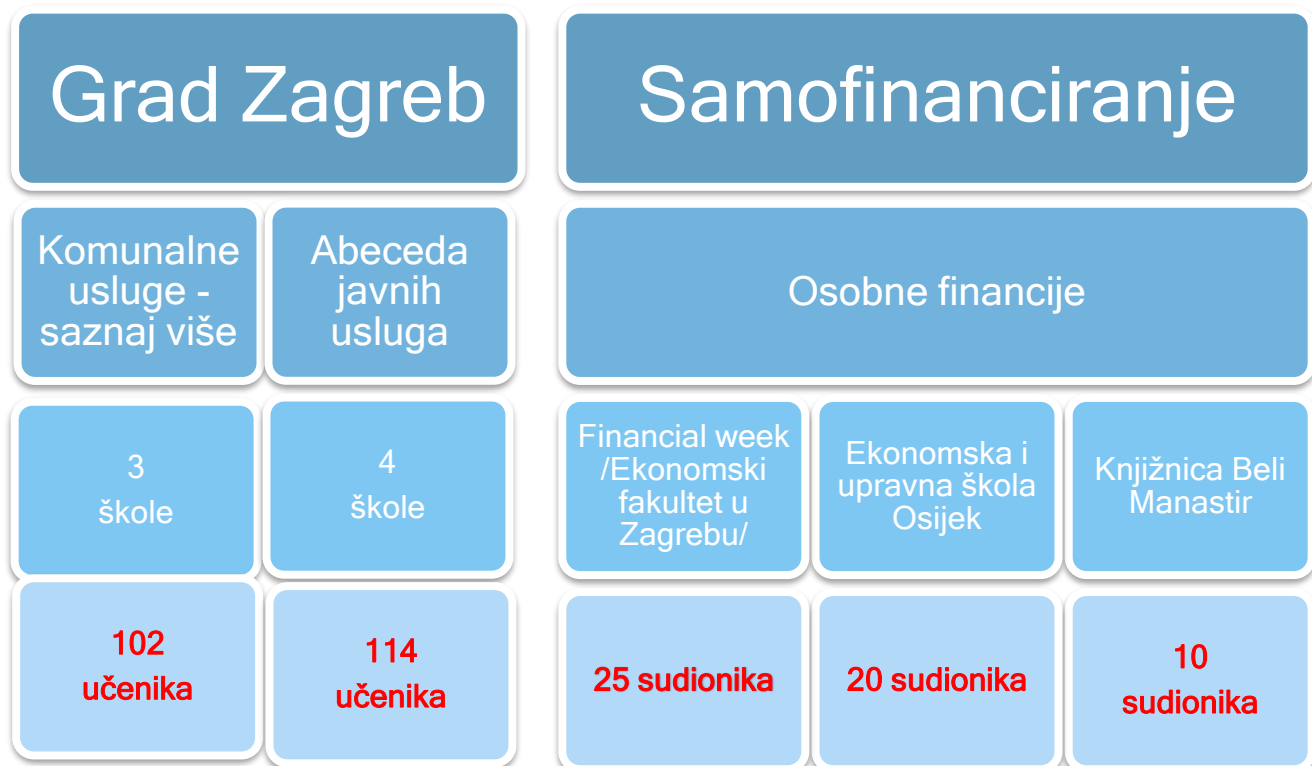 Grad Zagreb
Samofinanciranje
Komunalne
usluge -
saznaj više
Abeceda
javnih
usluga
Osobne financije
3
škole
4
škole
Financial week
/Ekonomski
fakultet u
Zagrebu/
Ekonomska i
upravna škola
Osijek
Knjižnica Beli
Manastir
102
učenika
114
učenika
25 sudionika
20 sudionika
10
sudionika